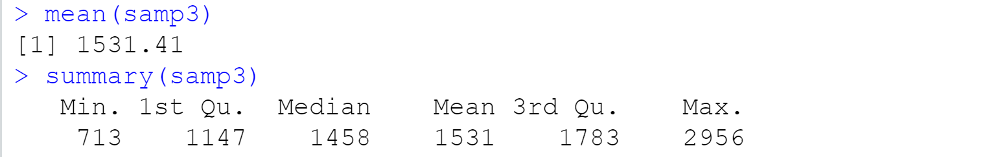 > mean(samp3)
[1] 1531.41
> summary(samp3)
   Min. 1st Qu.  Median    Mean 3rd Qu.    Max.
    713    1147    1458    1531    1783    2956